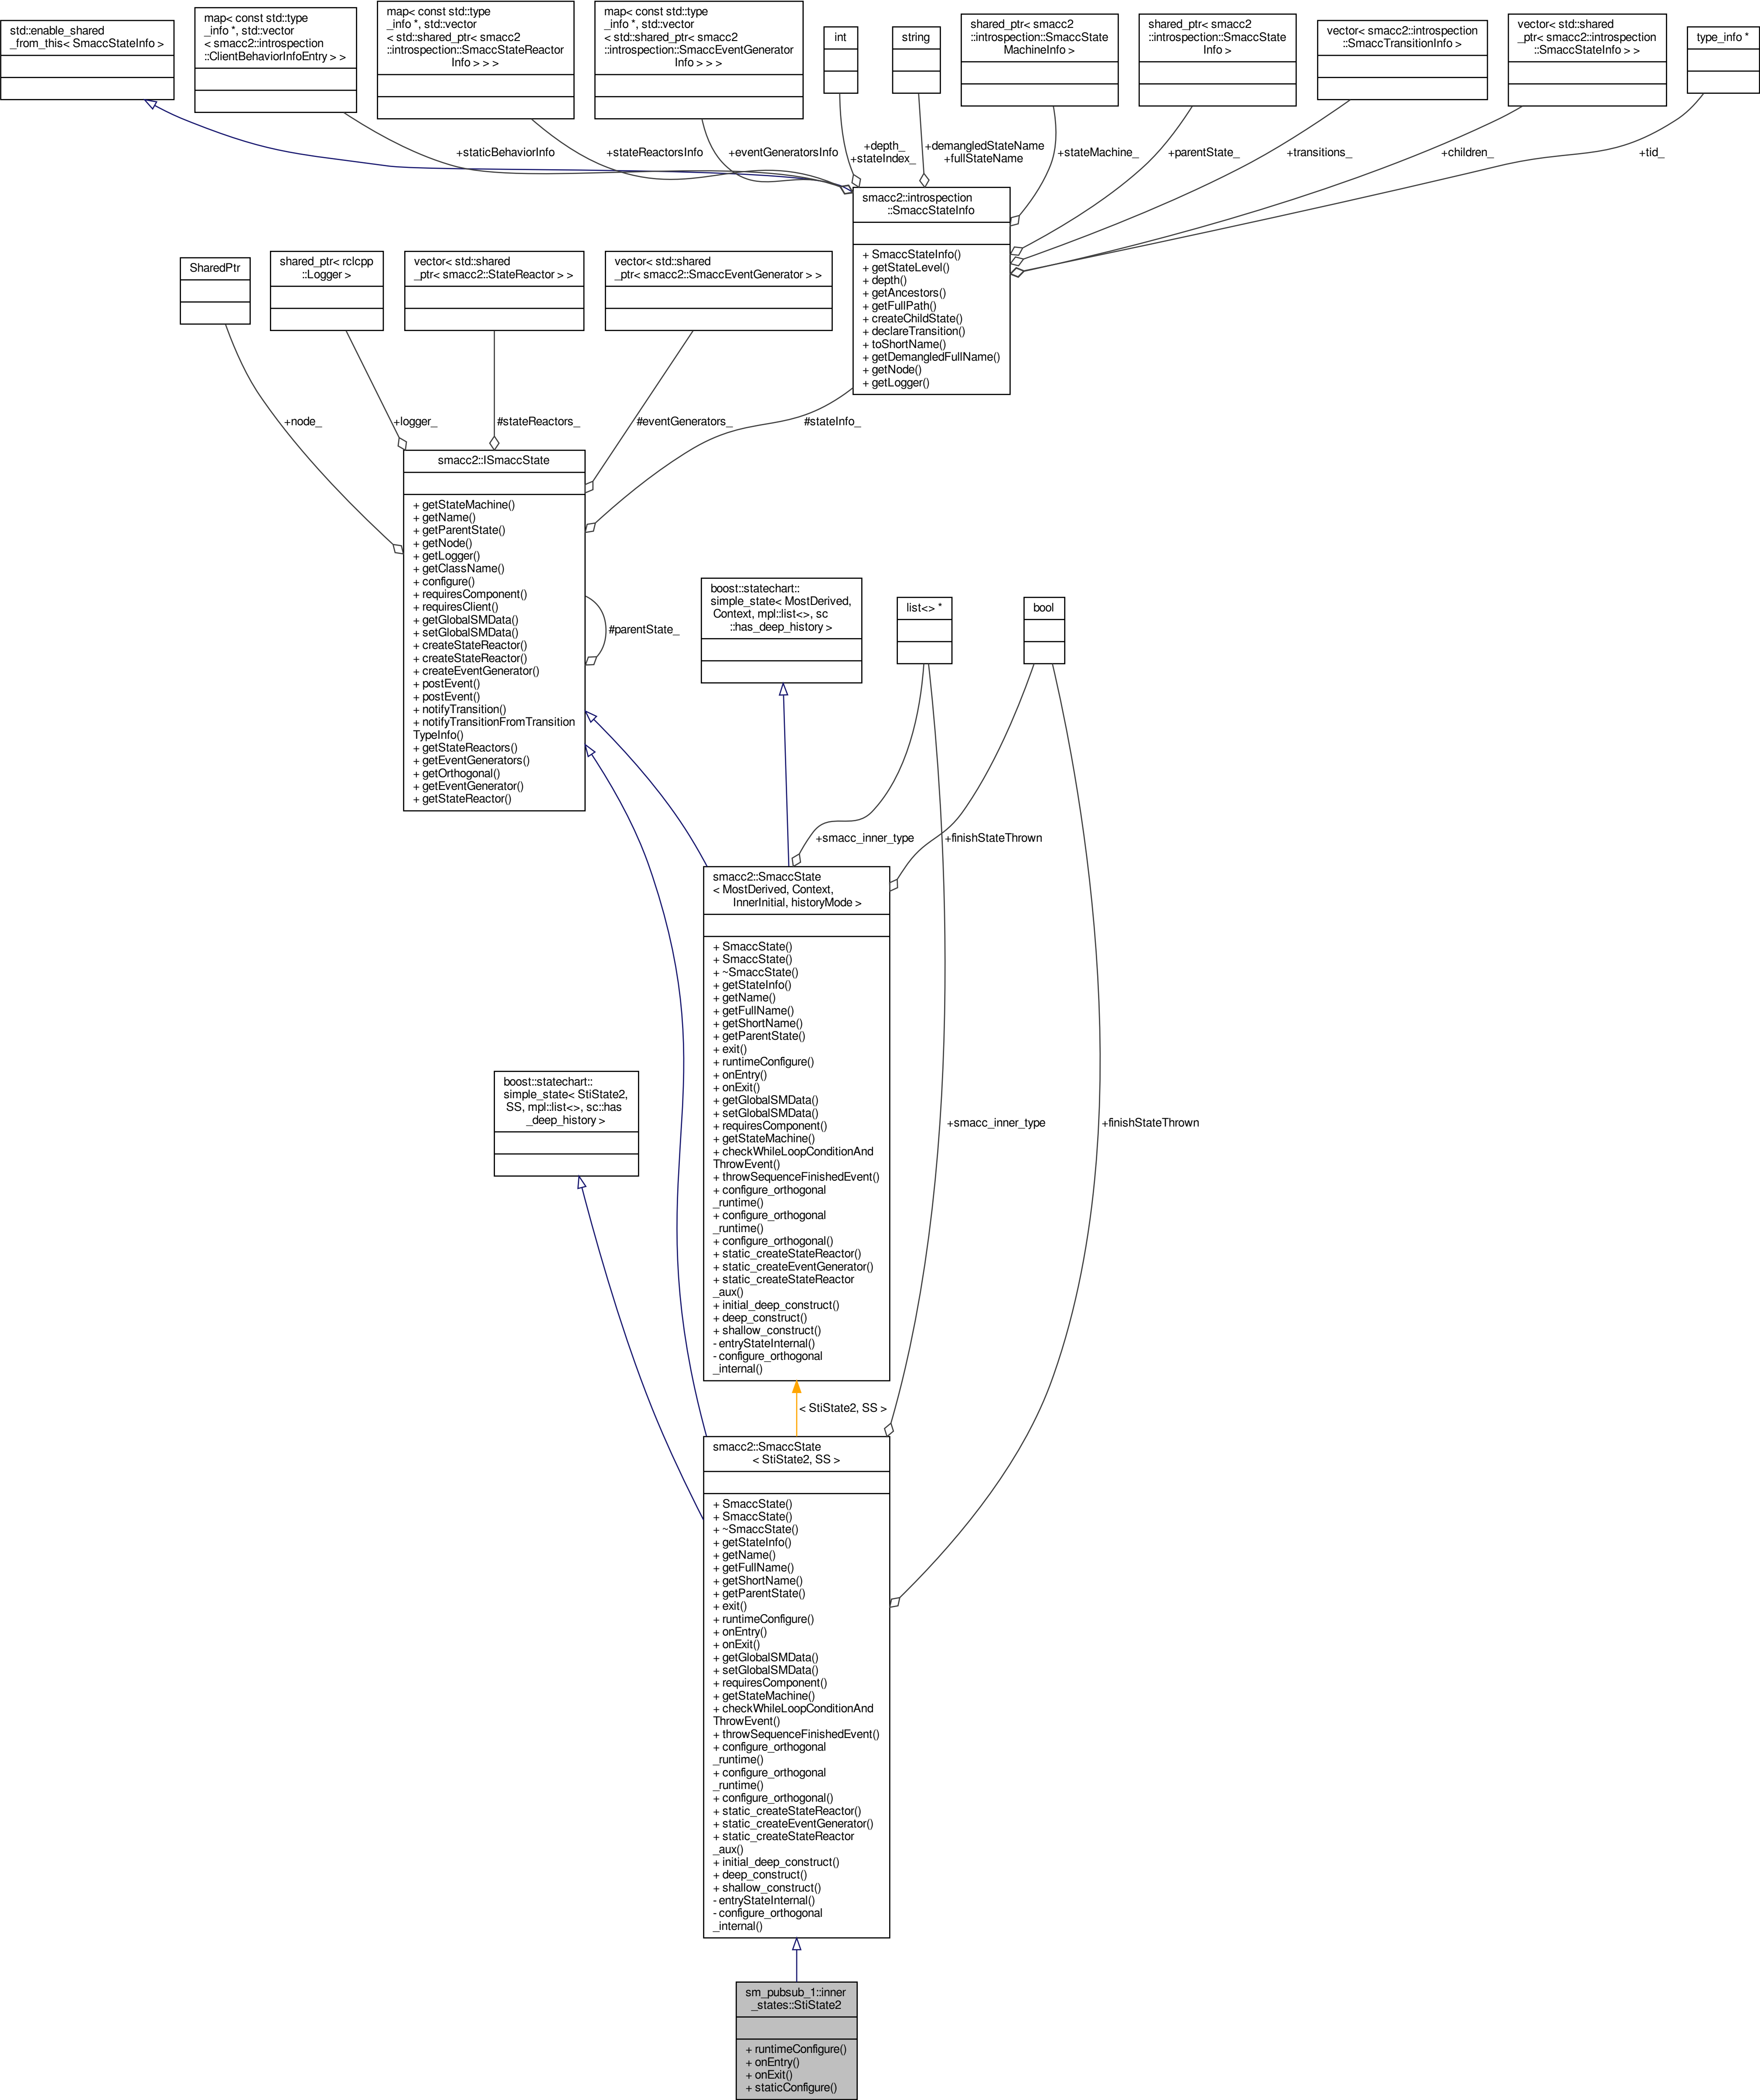 std::enable_shared
_from_this< SmaccStateInfo >
map< const std::type
_info *, std::vector
< smacc2::introspection
::ClientBehaviorInfoEntry > >
map< const std::type
_info *, std::vector
< std::shared_ptr< smacc2
::introspection::SmaccStateReactor
Info > > >
map< const std::type
_info *, std::vector
< std::shared_ptr< smacc2
::introspection::SmaccEventGenerator
Info > > >
int
string
shared_ptr< smacc2
::introspection::SmaccState
MachineInfo >
shared_ptr< smacc2
::introspection::SmaccState
Info >
vector< smacc2::introspection
::SmaccTransitionInfo >
vector< std::shared
_ptr< smacc2::introspection
::SmaccStateInfo > >
type_info *
+staticBehaviorInfo
+stateReactorsInfo
+eventGeneratorsInfo
+depth_
+stateIndex_
+demangledStateName
+fullStateName
+stateMachine_
+parentState_
+transitions_
+children_
+tid_
smacc2::introspection
::SmaccStateInfo
+ SmaccStateInfo()
+ getStateLevel()
+ depth()
+ getAncestors()
+ getFullPath()
+ createChildState()
+ declareTransition()
+ toShortName()
+ getDemangledFullName()
+ getNode()
+ getLogger()
SharedPtr
shared_ptr< rclcpp
::Logger >
vector< std::shared
_ptr< smacc2::StateReactor > >
vector< std::shared
_ptr< smacc2::SmaccEventGenerator > >
+node_
+logger_
#stateReactors_
#eventGenerators_
#stateInfo_
smacc2::ISmaccState
+ getStateMachine()
+ getName()
+ getParentState()
+ getNode()
+ getLogger()
+ getClassName()
+ configure()
+ requiresComponent()
+ requiresClient()
+ getGlobalSMData()
+ setGlobalSMData()
+ createStateReactor()
+ createStateReactor()
+ createEventGenerator()
+ postEvent()
+ postEvent()
+ notifyTransition()
+ notifyTransitionFromTransition
TypeInfo()
+ getStateReactors()
+ getEventGenerators()
+ getOrthogonal()
+ getEventGenerator()
+ getStateReactor()
#parentState_
boost::statechart::
simple_state< MostDerived,
Context, mpl::list<>, sc
::has_deep_history >
list<> *
bool
+smacc_inner_type
+finishStateThrown
smacc2::SmaccState
< MostDerived, Context,
InnerInitial, historyMode >
+ SmaccState()
+ SmaccState()
+ ~SmaccState()
+ getStateInfo()
+ getName()
+ getFullName()
+ getShortName()
+ getParentState()
+ exit()
+ runtimeConfigure()
+ onEntry()
+ onExit()
+ getGlobalSMData()
+ setGlobalSMData()
+ requiresComponent()
+ getStateMachine()
+ checkWhileLoopConditionAnd
ThrowEvent()
+ throwSequenceFinishedEvent()
+ configure_orthogonal
_runtime()
+ configure_orthogonal
_runtime()
+ configure_orthogonal()
+ static_createStateReactor()
+ static_createEventGenerator()
+ static_createStateReactor
_aux()
+ initial_deep_construct()
+ deep_construct()
+ shallow_construct()
- entryStateInternal()
- configure_orthogonal
_internal()
boost::statechart::
simple_state< StiState2,
SS, mpl::list<>, sc::has
_deep_history >
+smacc_inner_type
+finishStateThrown
< StiState2, SS >
smacc2::SmaccState
< StiState2, SS >
+ SmaccState()
+ SmaccState()
+ ~SmaccState()
+ getStateInfo()
+ getName()
+ getFullName()
+ getShortName()
+ getParentState()
+ exit()
+ runtimeConfigure()
+ onEntry()
+ onExit()
+ getGlobalSMData()
+ setGlobalSMData()
+ requiresComponent()
+ getStateMachine()
+ checkWhileLoopConditionAnd
ThrowEvent()
+ throwSequenceFinishedEvent()
+ configure_orthogonal
_runtime()
+ configure_orthogonal
_runtime()
+ configure_orthogonal()
+ static_createStateReactor()
+ static_createEventGenerator()
+ static_createStateReactor
_aux()
+ initial_deep_construct()
+ deep_construct()
+ shallow_construct()
- entryStateInternal()
- configure_orthogonal
_internal()
sm_pubsub_1::inner
_states::StiState2
+ runtimeConfigure()
+ onEntry()
+ onExit()
+ staticConfigure()